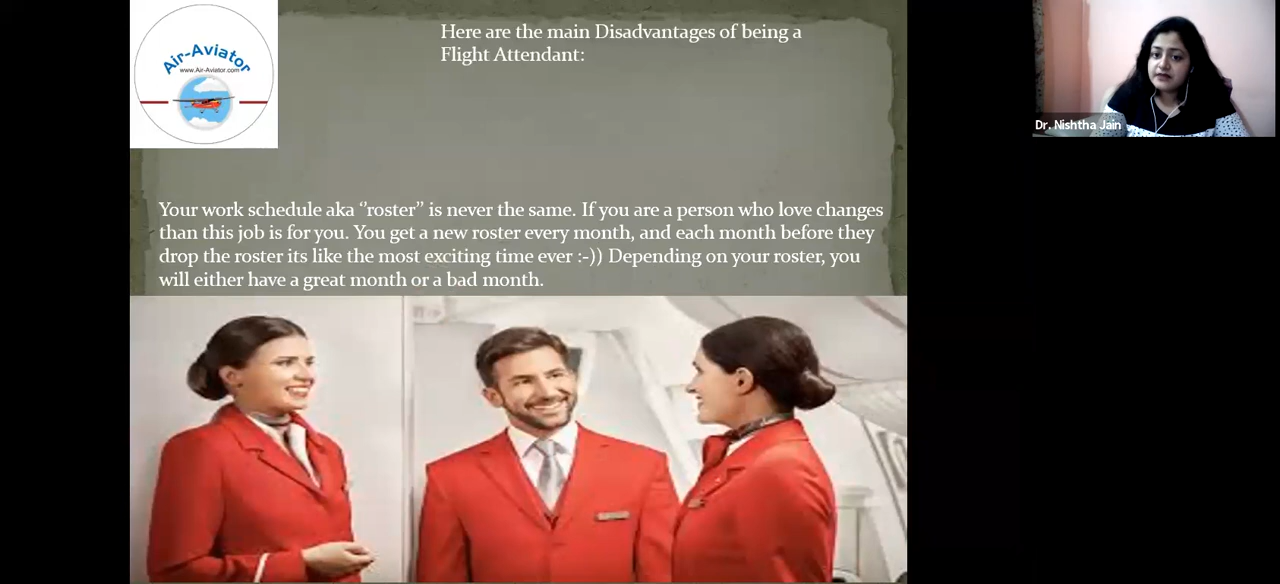 Air-Aviator
www.Air-Aviator.com
Here are the main Disadvantages of being a
Flight Attendant:
Dr. Nishtha Jain
Your work schedule aka “roster” is never the same. If you are a person who love changes
than this job is for you. You get a new roster every month, and each month before they
drop the roster its like the most exciting time ever :-)) Depending on your roster, you
will either have a great month or a bad month.